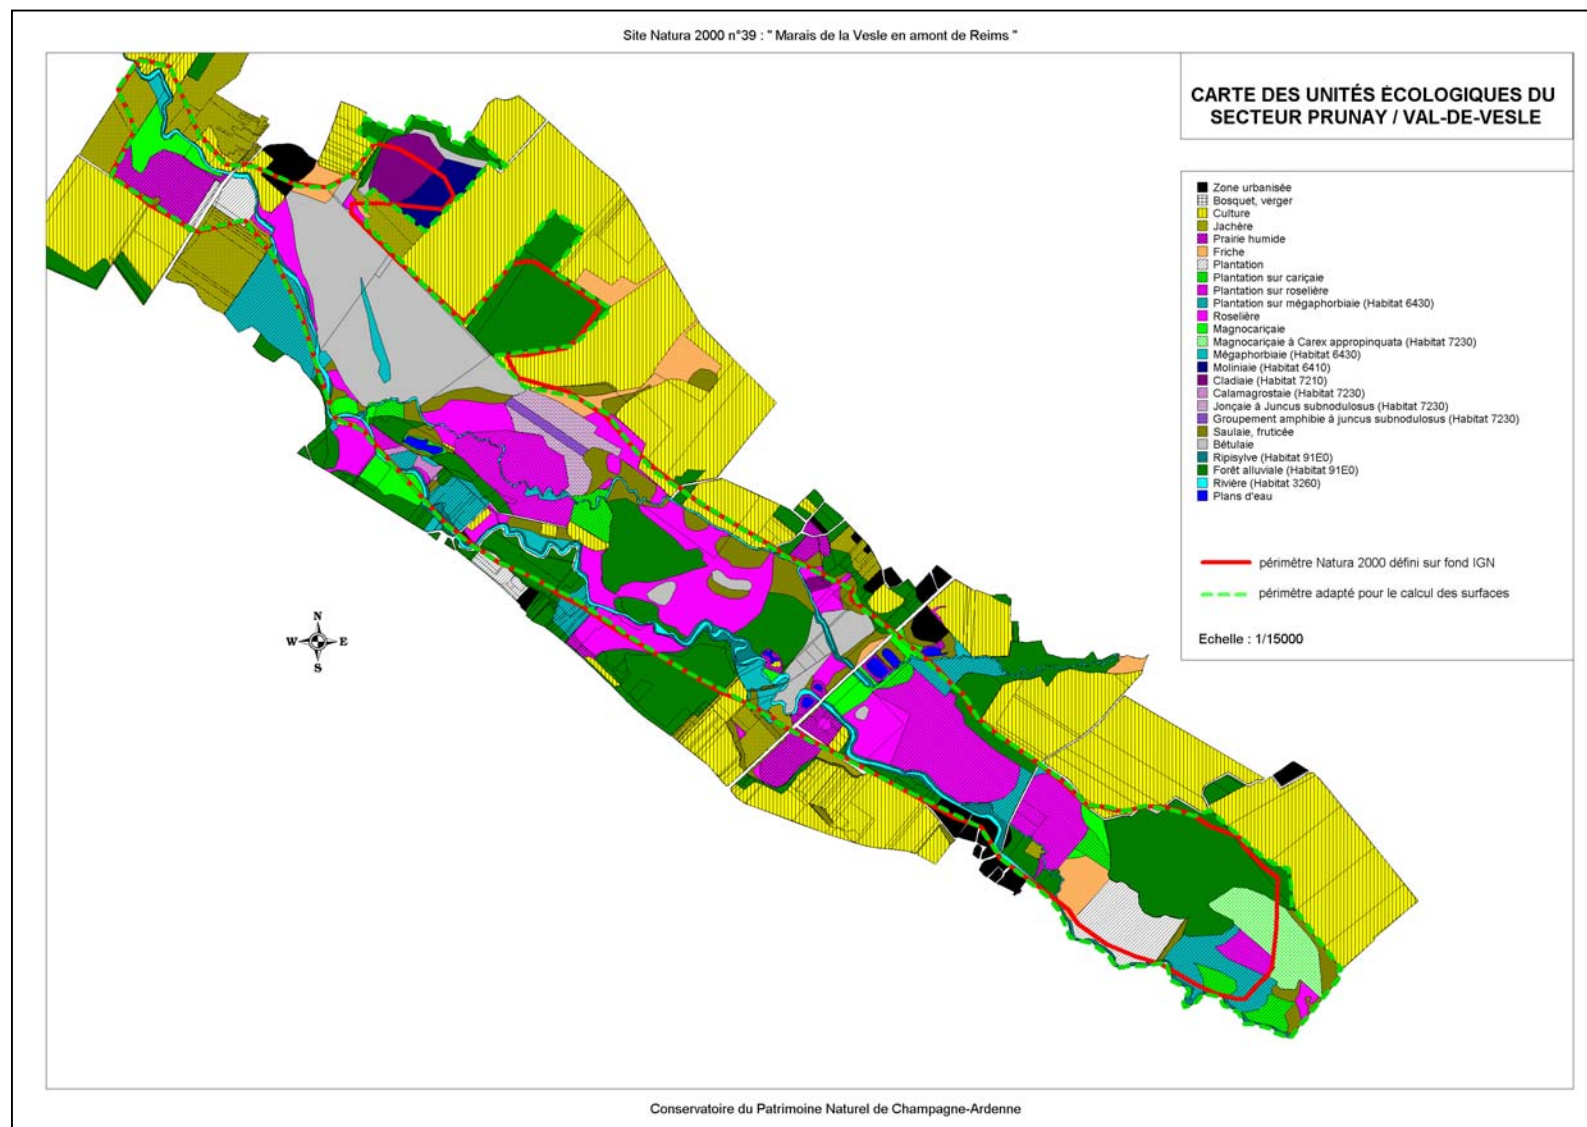 Site Natura 2000 n°39 : " Marais de la Vesle en amont de Reims "
CARTE DES UNITÉS ÉCOLOGIQUES DU
SECTEUR PRUNAY / VAL-DE-VESLE
Zone urbanisée
Bosquet, verger
Culture
Jachère
Prairie humide
Friche
Plantation
Plantation sur cariçaie
Plantation sur roselière
Plantation sur mégaphorbiaie (Habitat 6430)
Roselière
Magnocariçaie
Magnocariçaie à Carex appropinquata (Habitat 7230)
Mégaphorbiaie (Habitat 6430)
Moliniaie (Habitat 6410)
Cladiaie (Habitat 7210)
Calamagrostaie (Habitat 7230)
Jonçaie à Juncus subnodulosus (Habitat 7230)
Groupement amphibie à juncus subnodulosus (Habitat 7230)
Saulaie, fruticée
Bétulaie
Ripisylve (Habitat 91E0)
Forêt alluviale (Habitat 91E0)
Rivière (Habitat 3260)
Plans d'eau
périmètre Natura 2000 défini sur fond IGN
périmètre adapté pour le calcul des surfaces
Echelle : 1/15000
N
W E
S
Conservatoire du Patrimoine Naturel de Champagne-Ardenne